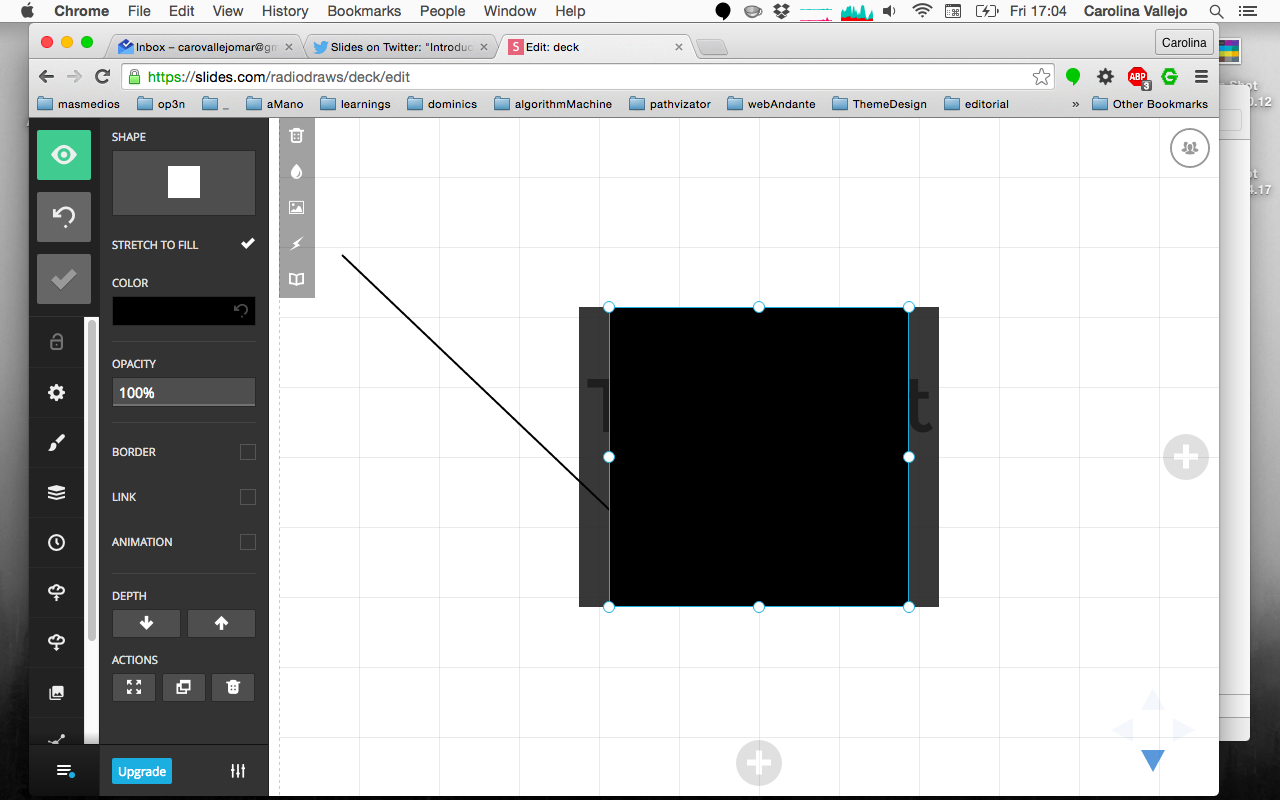 Chrome File Edit View History Bookmarks People Window Help Fri 17:04 Carolina Vallejo
Inbox – carovallejomar@gm
Slides on Twitter: "Introduc
Edit: deck
Carolina
https://slides.com/radiodraws/deck/edit
ABP
3
masmedios op3n _ aMano learnings dominics algorithmMachine pathvizator webAndante ThemeDesign editorial » Other Bookmarks
SHAPE
STRETCH TO FILL
COLOR
OPACITY
100%
BORDER
LINK
ANIMATION
DEPTH
ACTIONS
Upgrade
T
t